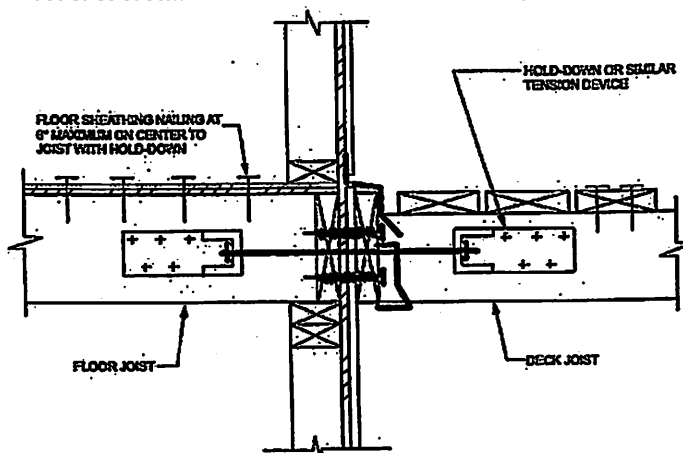 FLOOR SHEATHING NAILING AT
6" MAXIMUM ON CENTER TO
JOIST WITH HOLD-DOWN
HOLD-DOWN OR SIMILAR
TENSION DEVICE
FLOOR JOIST
DECK JOIST